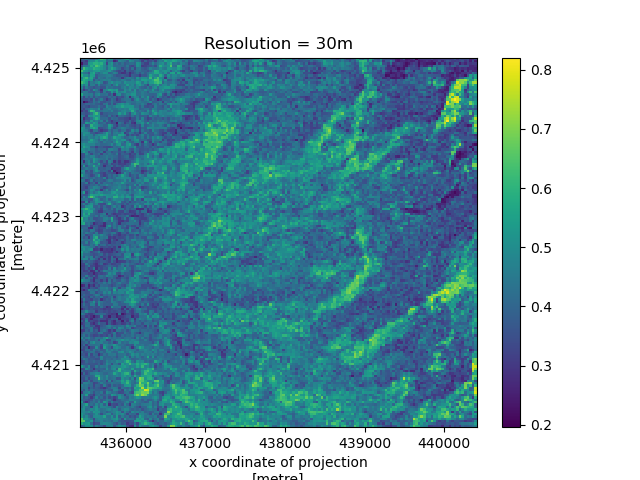 Resolution = 30m
1e6
4.425
4.424
4.423
4.422
4.421
y coordinate of projection
[metre]
436000 437000 438000 439000 440000
x coordinate of projection
[metre]
0.8
0.7
0.6
0.5
0.4
0.3
0.2